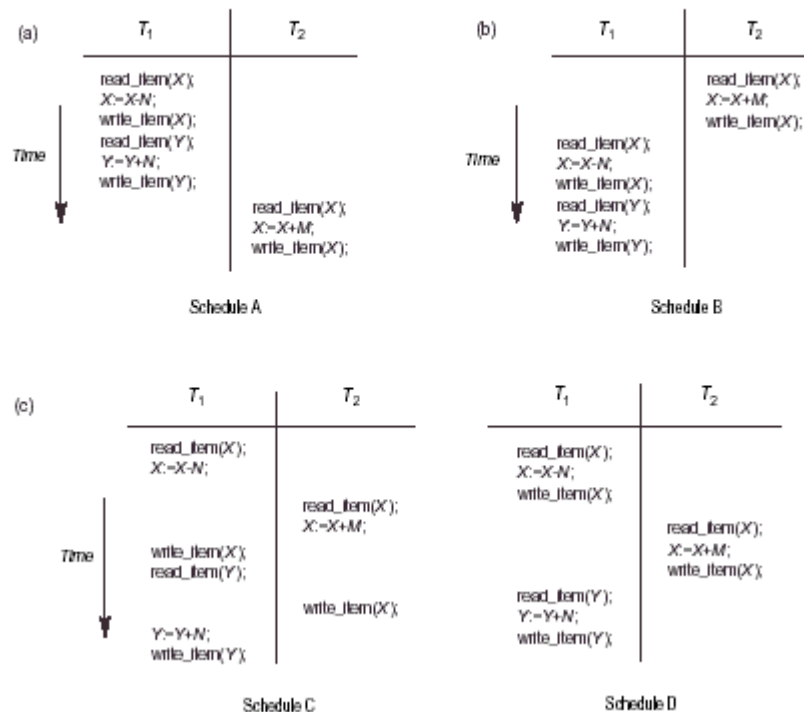 (a)
T1 T2
read_item(X);
X:=X-N;
write_item(X);
read_item(Y);
Time
Y:=Y+N;
write_item(Y);
read_item(X);
X:=X+M;
write_item(X);
Schedule A
(b)
T1 T2
read_item(X);
X:=X+M;
write_item(X);
Time
read_item(X);
X:=X-N;
write_item(X);
read_item(Y);
Y:=Y+N;
write_item(Y);
Schedule B
(c)
T1 T2
read_item(X);
X:=X-N;
read_item(X);
X:=X+M;
Time
write_item(X);
read_item(Y);
write_item(X);
Y:=Y+N;
write_item(Y);
Schedule C
T1 T2
read_item(X);
X:=X-N;
write_item(X);
read_item(X);
X:=X+M;
write_item(X);
read_item(Y);
Y:=Y+N;
write_item(Y);
Schedule D